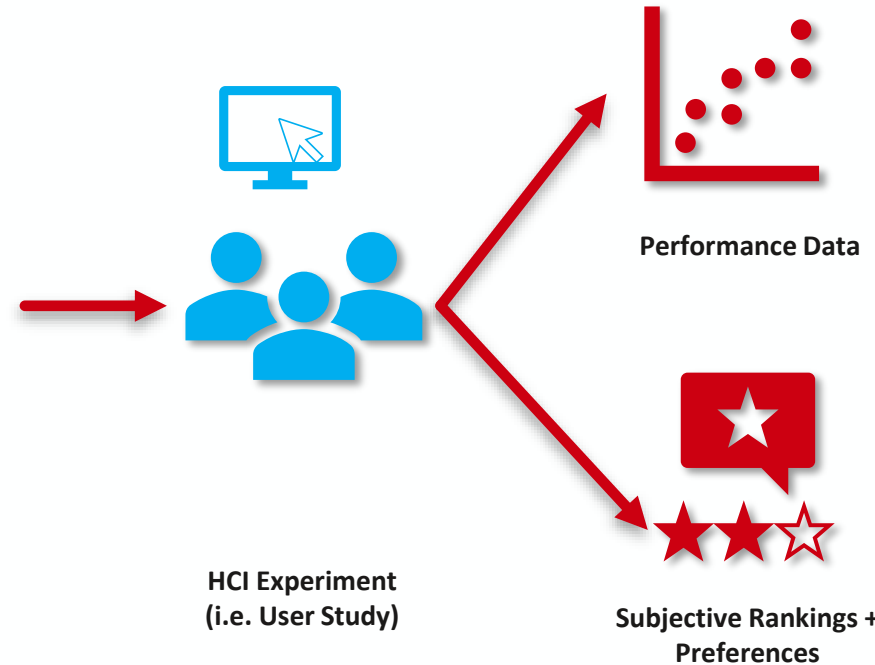 Performance Data
HCI Experiment
(i.e. User Study)
Subjective Rankings +
Preferences